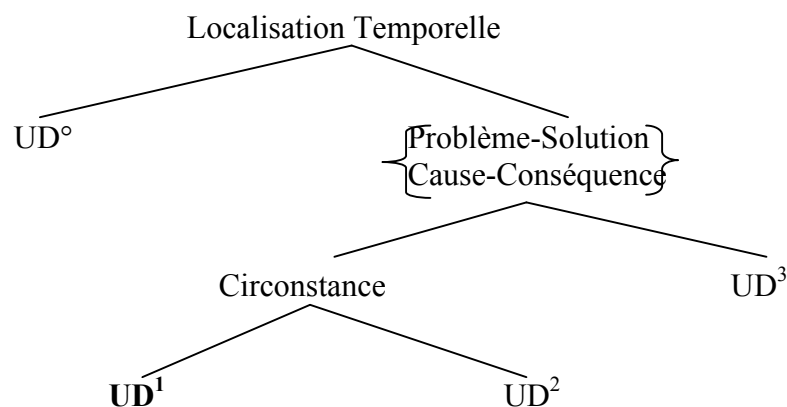 Localisation Temporelle
UD°
Problème-Solution
Cause-Conséquence
Circonstance
UD³
UD¹
UD²